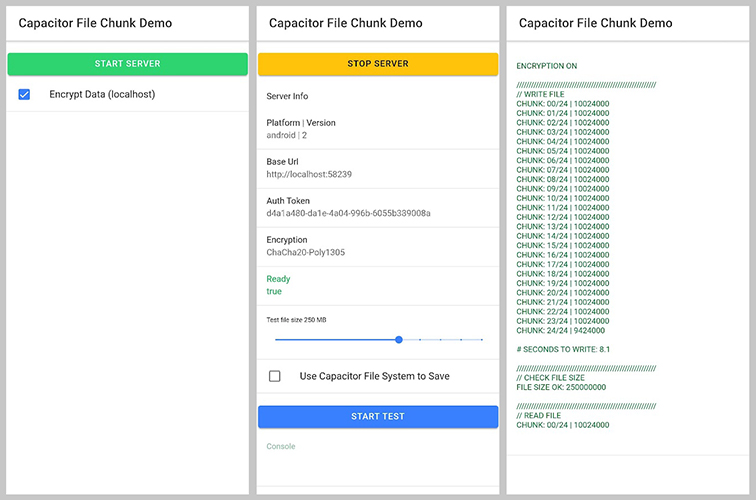 Capacitor File Chunk Demo
START SERVER
Encrypt Data (localhost)
Capacitor File Chunk Demo
STOP SERVER
Server Info
Platform | Version
android | 2
Base Url
http://localhost:58239
Auth Token
d4a1a480-da1e-4a04-996b-6055b339008a
Encryption
ChaCha20-Poly1305
Ready
true
Test file size 250 MB
Use Capacitor File System to Save
START TEST
Console
Capacitor File Chunk Demo
ENCRYPTION ON
////////////////////////////////////////////////////////////
// WRITE FILE
CHUNK: 00/24 | 10024000
CHUNK: 01/24 | 10024000
CHUNK: 02/24 | 10024000
CHUNK: 03/24 | 10024000
CHUNK: 04/24 | 10024000
CHUNK: 05/24 | 10024000
CHUNK: 06/24 | 10024000
CHUNK: 07/24 | 10024000
CHUNK: 08/24 | 10024000
CHUNK: 09/24 | 10024000
CHUNK: 10/24 | 10024000
CHUNK: 11/24 | 10024000
CHUNK: 12/24 | 10024000
CHUNK: 13/24 | 10024000
CHUNK: 14/24 | 10024000
CHUNK: 15/24 | 10024000
CHUNK: 16/24 | 10024000
CHUNK: 17/24 | 10024000
CHUNK: 18/24 | 10024000
CHUNK: 19/24 | 10024000
CHUNK: 20/24 | 10024000
CHUNK: 21/24 | 10024000
CHUNK: 22/24 | 10024000
CHUNK: 23/24 | 10024000
CHUNK: 24/24 | 9424000
# SECONDS TO WRITE: 8.1
////////////////////////////////////////////////////////////
// CHECK FILE SIZE
FILE SIZE OK: 250000000
////////////////////////////////////////////////////////////
// READ FILE
CHUNK: 00/24 | 10024000